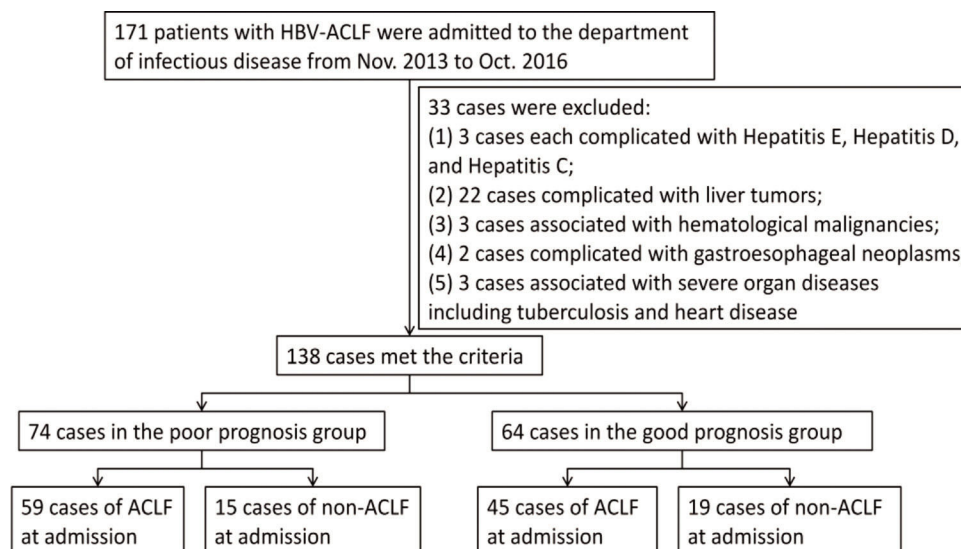 171 patients with HBV-ACLF were admitted to the department
of infectious disease from Nov. 2013 to Oct. 2016
33 cases were excluded:
(1) 3 cases each complicated with Hepatitis E, Hepatitis D,
and Hepatitis C;
(2) 22 cases complicated with liver tumors;
(3) 3 cases associated with hematological malignancies;
(4) 2 cases complicated with gastroesophageal neoplasms
(5) 3 cases associated with severe organ diseases
including tuberculosis and heart disease
138 cases met the criteria
74 cases in the poor prognosis group
64 cases in the good prognosis group
59 cases of ACLF
at admission
15 cases of non-ACLF
at admission
45 cases of ACLF
at admission
19 cases of non-ACLF
at admission